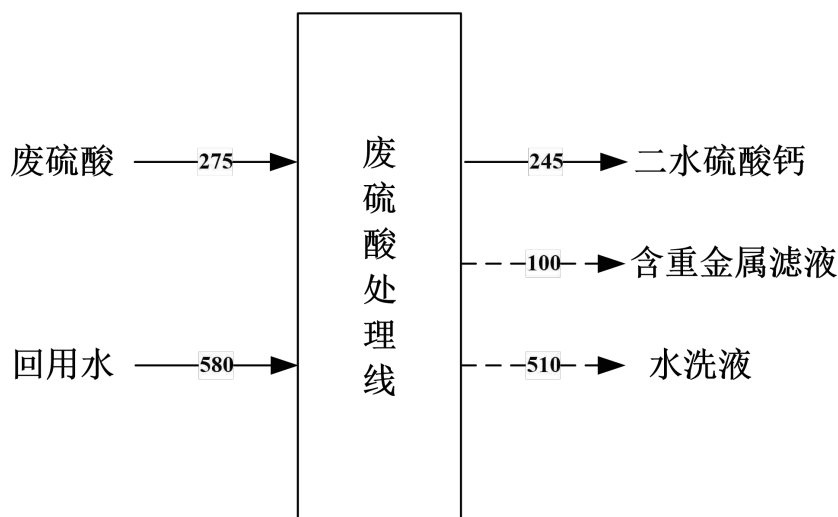 废硫酸 275
废硫酸处理线
245 二水硫酸钙
100 含重金属滤液
回用水 580
510 水洗液